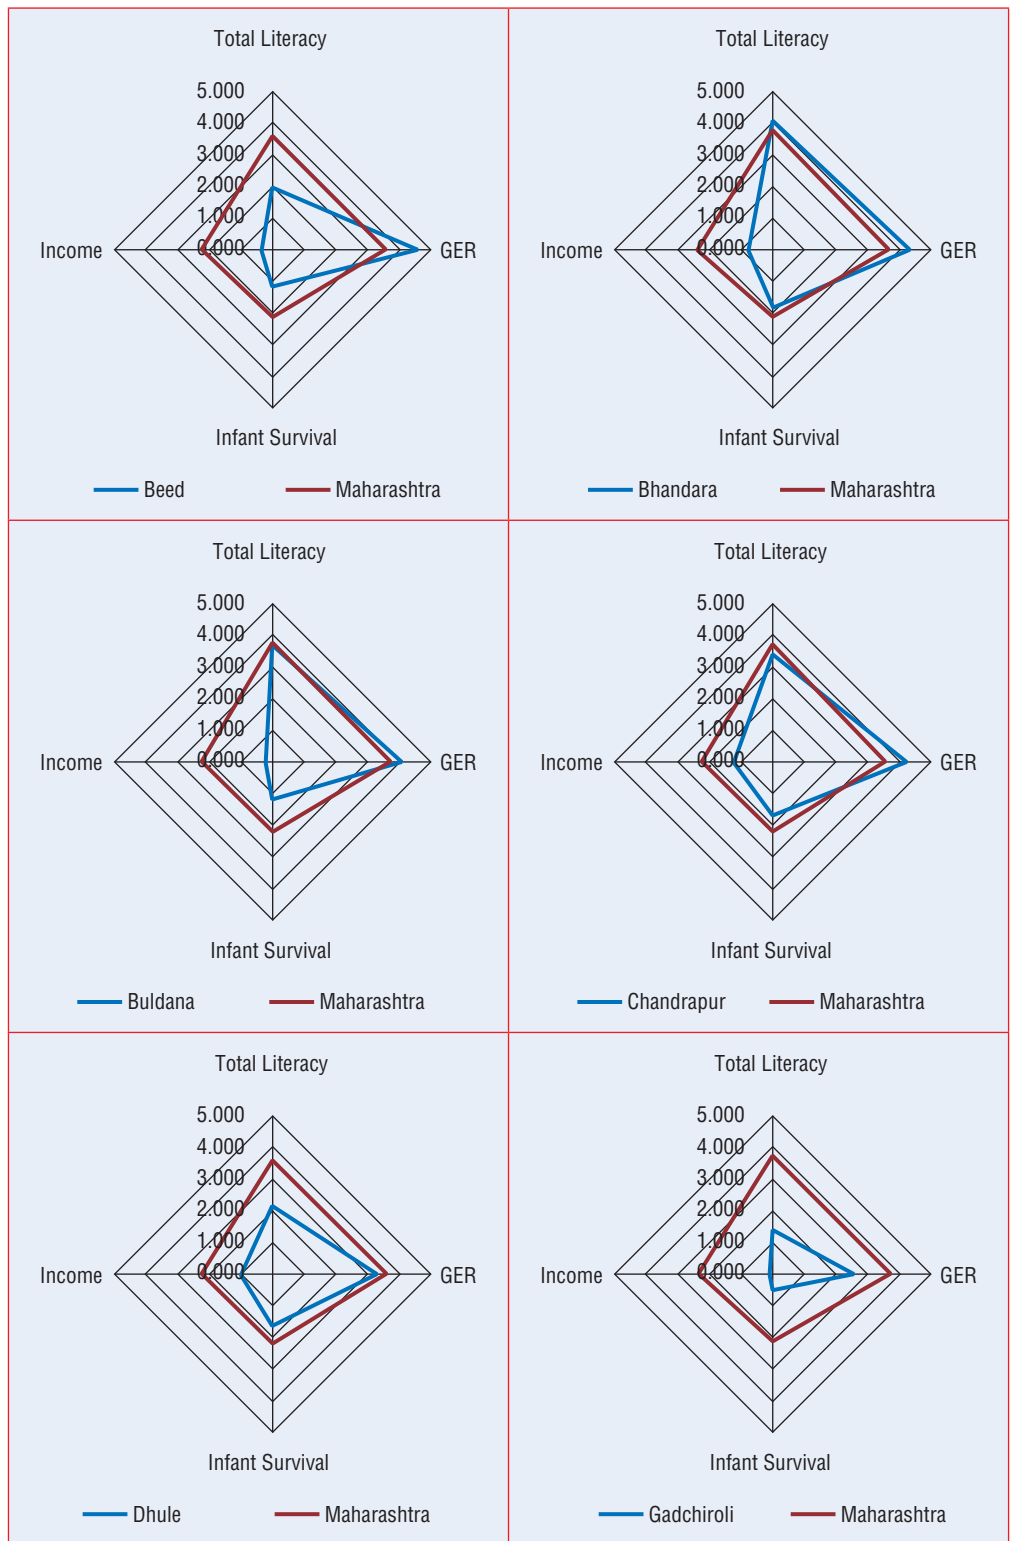 Total Literacy
5.000
4.000
3.000
2.000
1.000
0.000
Income
GER
Infant Survival
Beed Maharashtra
Total Literacy
5.000
4.000
3.000
2.000
1.000
0.000
Income
GER
Infant Survival
Bhandara Maharashtra
Total Literacy
5.000
4.000
3.000
2.000
1.000
0.000
Income
GER
Infant Survival
Buldana Maharashtra
Total Literacy
5.000
4.000
3.000
2.000
1.000
0.000
Income
GER
Infant Survival
Chandrapur Maharashtra
Total Literacy
5.000
4.000
3.000
2.000
1.000
0.000
Income
GER
Infant Survival
Dhule Maharashtra
Total Literacy
5.000
4.000
3.000
2.000
1.000
0.000
Income
GER
Infant Survival
Gadchiroli Maharashtra